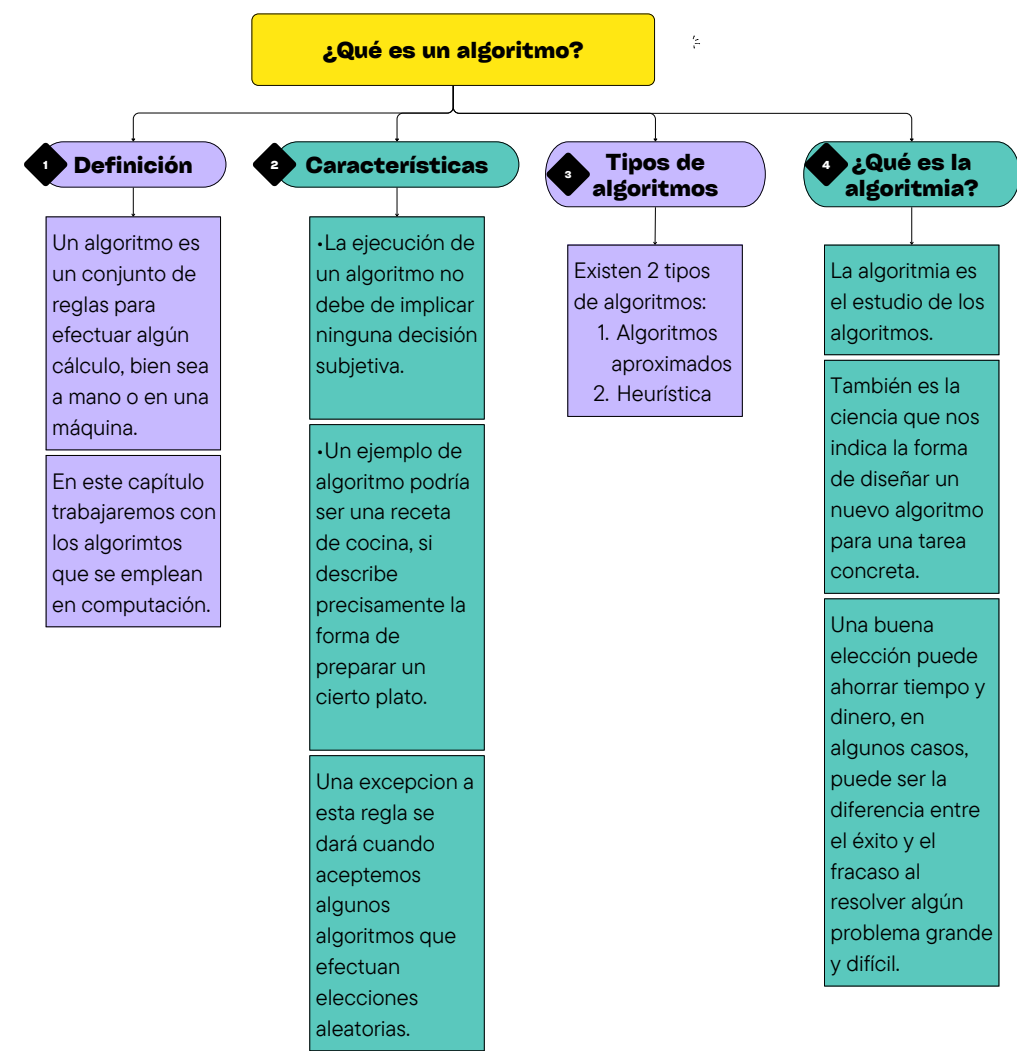 ¿Qué es un algoritmo?
1
Definición
Un algoritmo es
un conjunto de
reglas para
efectuar algún
cálculo, bien sea
a mano o en una
máquina.
En este capítulo
trabajaremos con
los algorimtos
que se emplean
en computación.
2
Características
•La ejecución de
un algoritmo no
debe de implicar
ninguna decisión
subjetiva.
•Un ejemplo de
algoritmo podría
ser una receta
de cocina, si
describe
precisamente la
forma de
preparar un
cierto plato.
Una excepcion a
esta regla se
dará cuando
aceptemos
algunos
algoritmos que
efectuan
elecciones
aleatorias.
3
Tipos de
algoritmos
Existen 2 tipos
de algoritmos:
1. Algoritmos
aproximados
2. Heurística
4
¿Qué es la
algoritmia?
La algoritmia es
el estudio de los
algoritmos.
También es la
ciencia que nos
indica la forma
de diseñar un
nuevo algoritmo
para una tarea
concreta.
Una buena
elección puede
ahorrar tiempo y
dinero, en
algunos casos,
puede ser la
diferencia entre
el éxito y el
fracaso al
resolver algún
problema grande
y difícil.